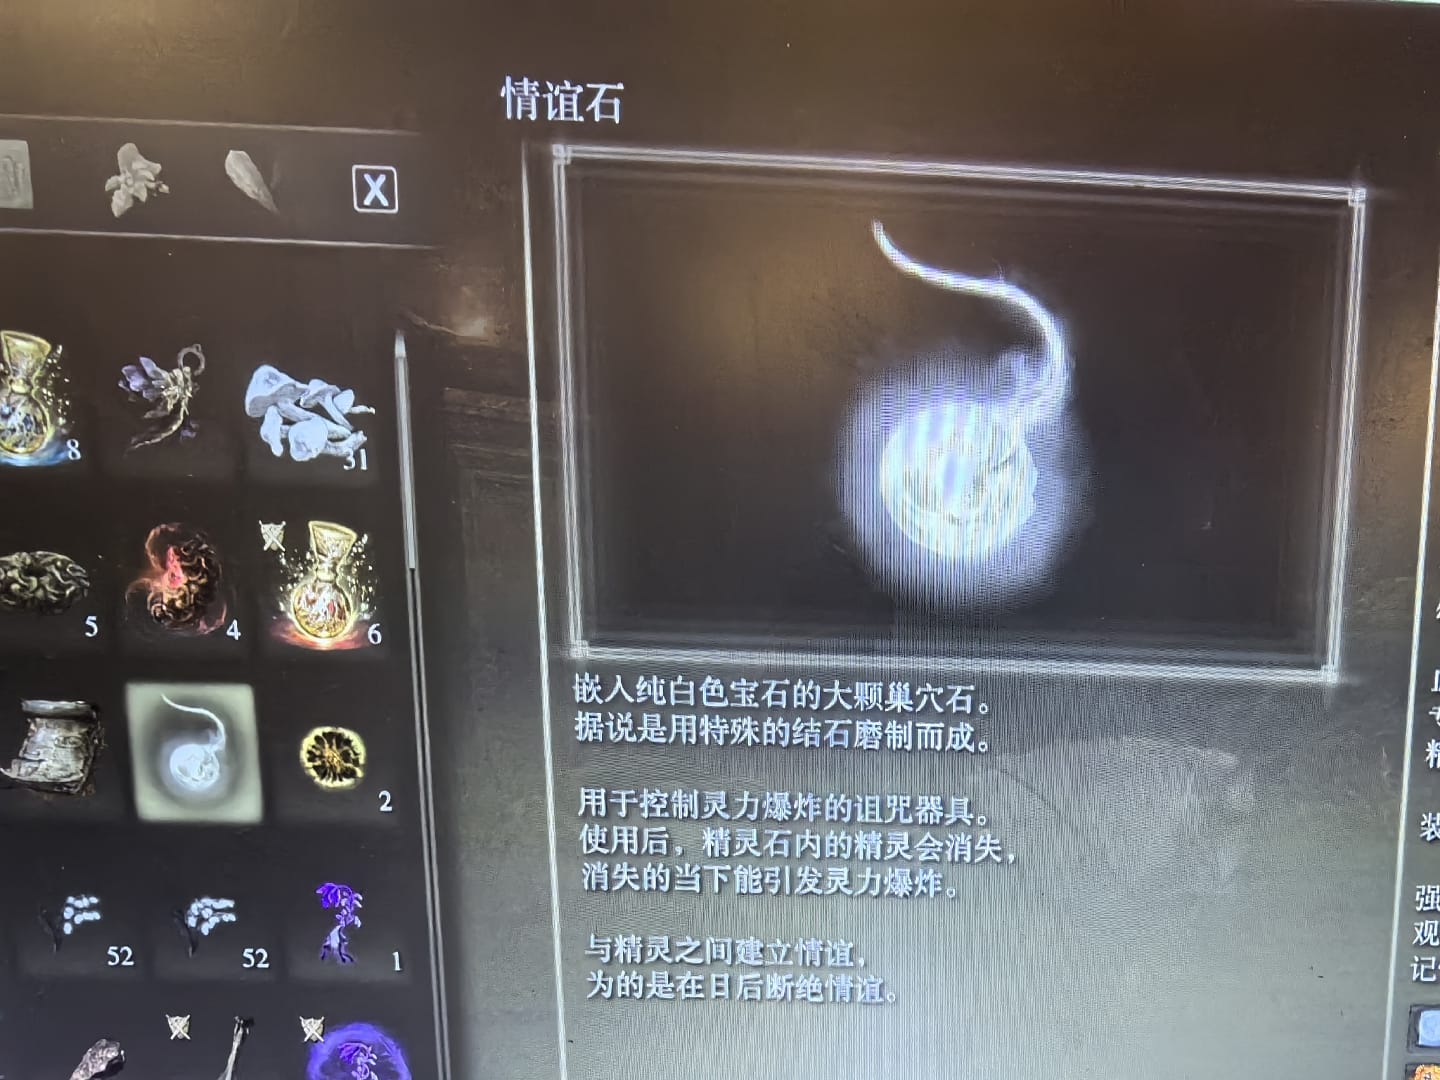 情谊石
X
8
31
5
4
6
2
52
52
1
嵌入纯白色宝石的大颗巢穴石。
据说是用特殊的结石磨制而成。
用于控制灵力爆炸的诅咒器具。
使用后，精灵石内的精灵会消失，
消失的当下能引发灵力爆炸。
与精灵之间建立情谊，
为的是在日后断绝情谊。
精
装
强
观
记